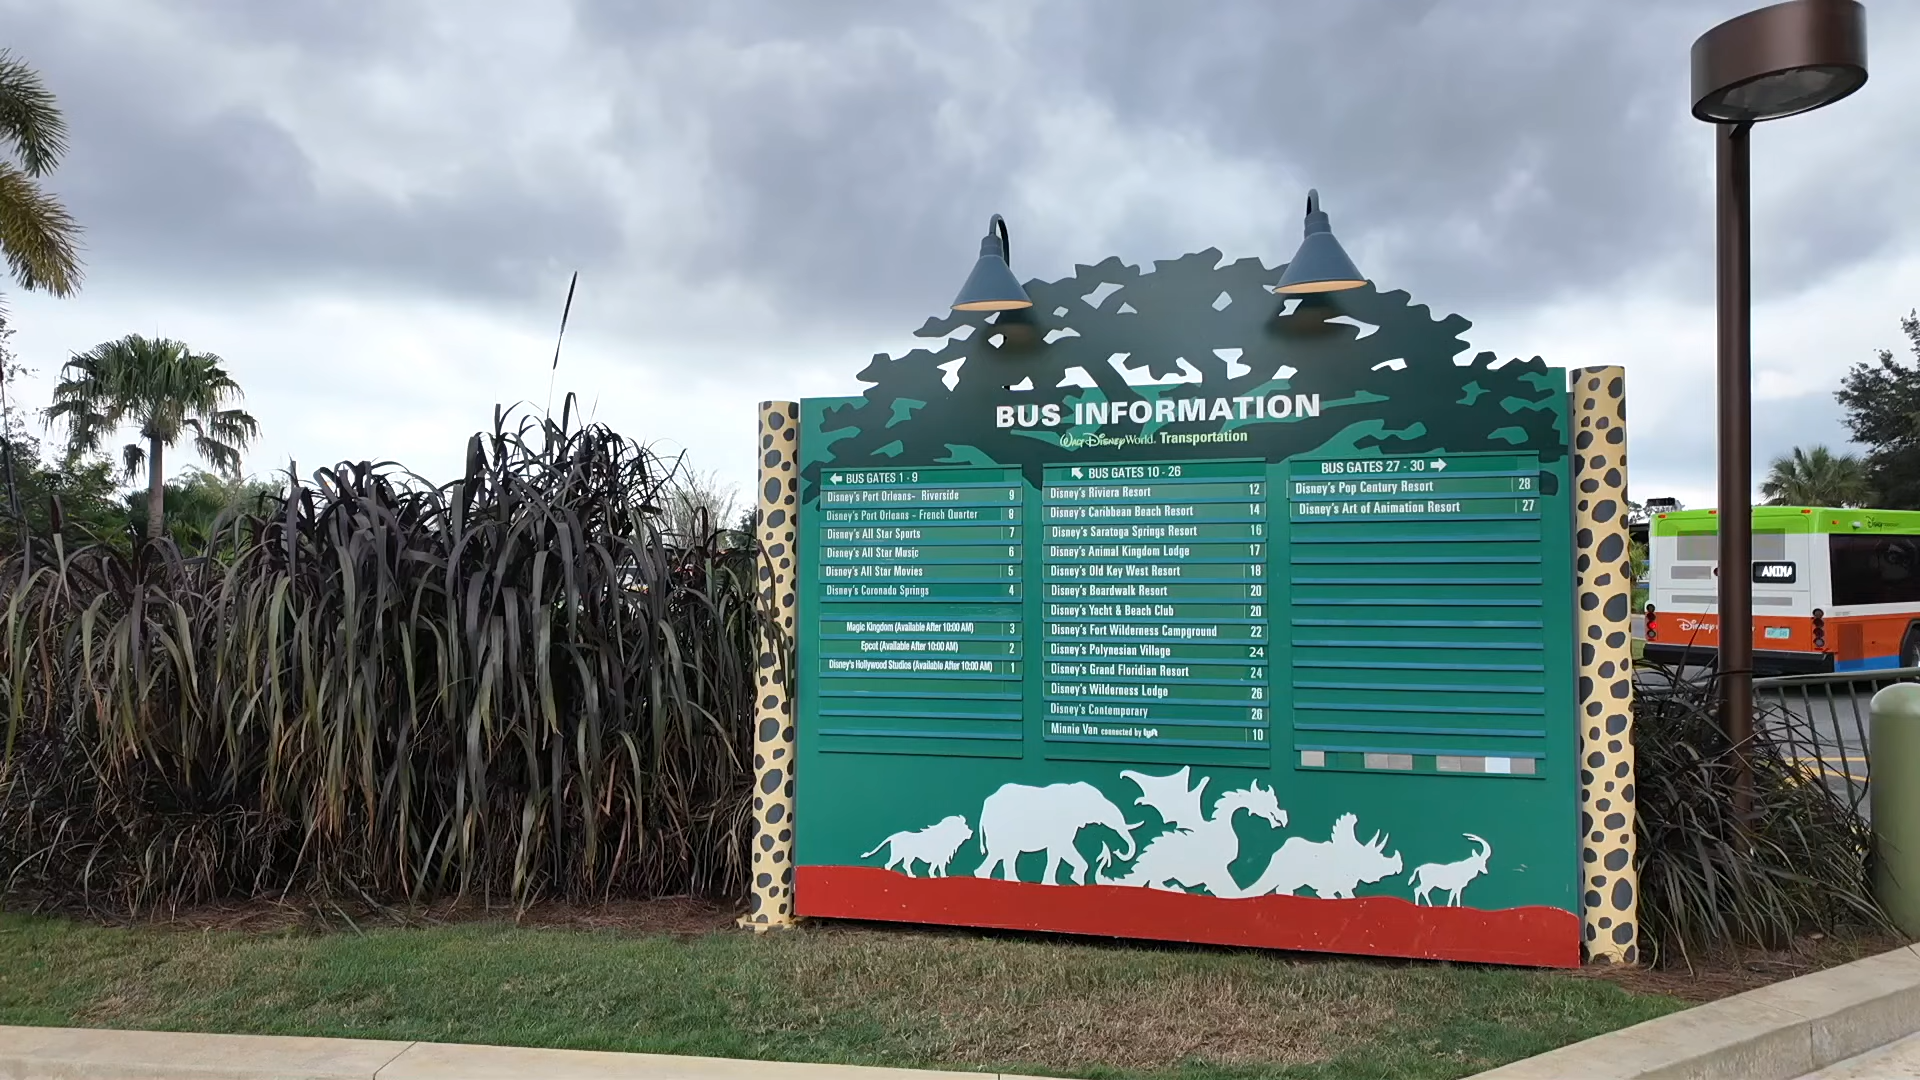 BUS INFORMATION
Walt Disney World. Transportation
BUS GATES 1 - 9
Disney's Port Orleans- Riverside 9
Disney's Port Orleans - French Quarter 8
Disney's All Star Sports 7
Disney's All Star Music 6
Disney's All Star Movies 5
Disney's Coronado Springs 4
Magic Kingdom (Available After 10:00 AM) 3
Epcot (Available After 10:00 AM) 2
Disney's Hollywood Studios (Available After 10:00 AM) 1
BUS GATES 10 - 26
Disney's Riviera Resort 12
Disney's Caribbean Beach Resort 14
Disney's Saratoga Springs Resort 16
Disney's Animal Kingdom Lodge 17
Disney's Old Key West Resort 18
Disney's Boardwalk Resort 20
Disney's Yacht & Beach Club 20
Disney's Fort Wilderness Campground 22
Disney's Polynesian Village 24
Disney's Grand Floridian Resort 24
Disney's Wilderness Lodge 26
Disney's Contemporary 26
Minnie Van connected by lyft 10
BUS GATES 27 - 30
Disney's Pop Century Resort 28
Disney's Art of Animation Resort 27
ANIMA
Disney